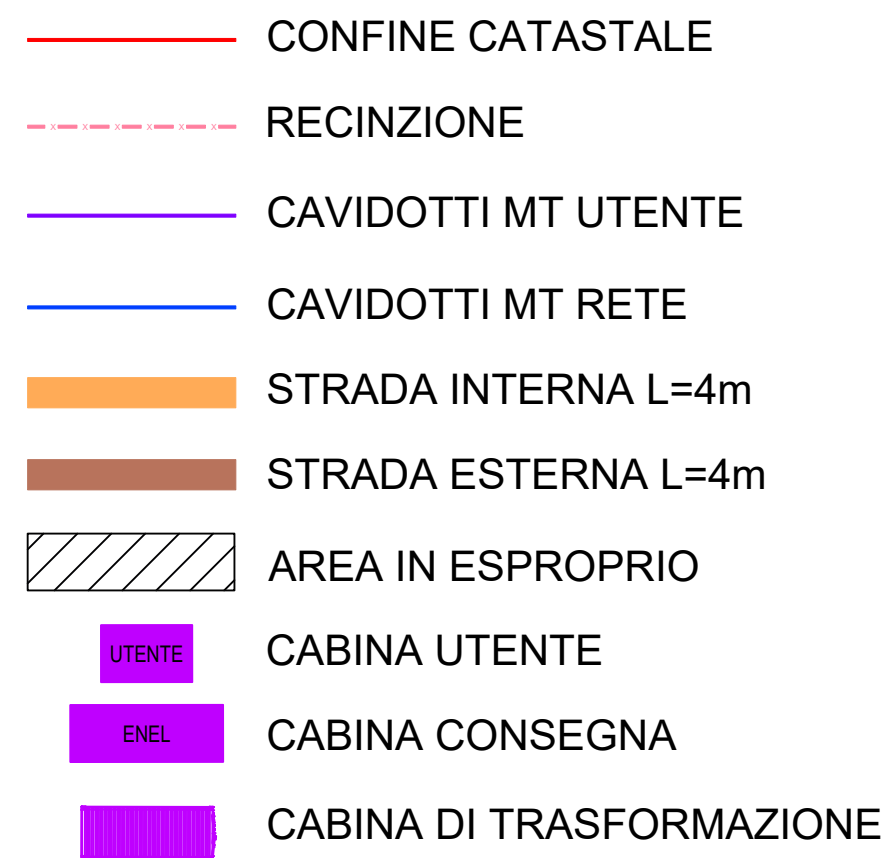 CONFINE CATASTALE
x x x x x x RECINZIONE
CAVIDOTTI MT UTENTE
CAVIDOTTI MT RETE
STRADA INTERNA L=4m
STRADA ESTERNA L=4m
AREA IN ESPROPRIO
UTENTE CABINA UTENTE
ENEL CABINA CONSEGNA
CABINA DI TRASFORMAZIONE